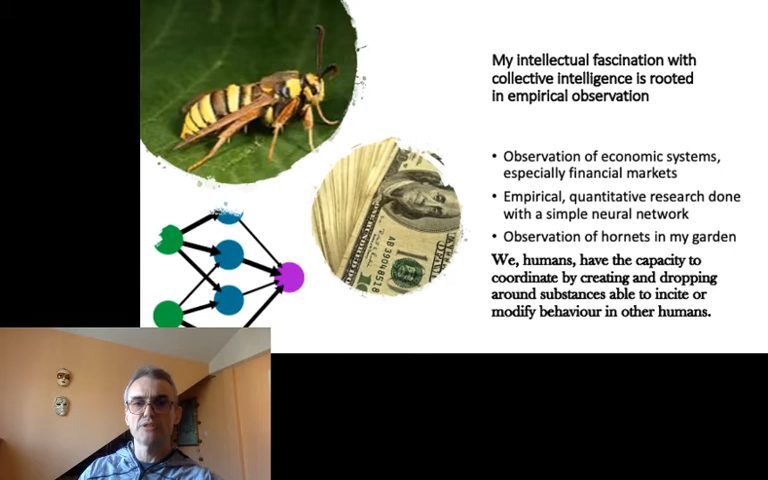 My intellectual fascination with
collective intelligence is rooted
in empirical observation
• Observation of economic systems,
especially financial markets
• Empirical, quantitative research done
with a simple neural network
• Observation of hornets in my garden
We, humans, have the capacity to
coordinate by creating and dropping
around substances able to incite or
modify behaviour in other humans.
AB39048518